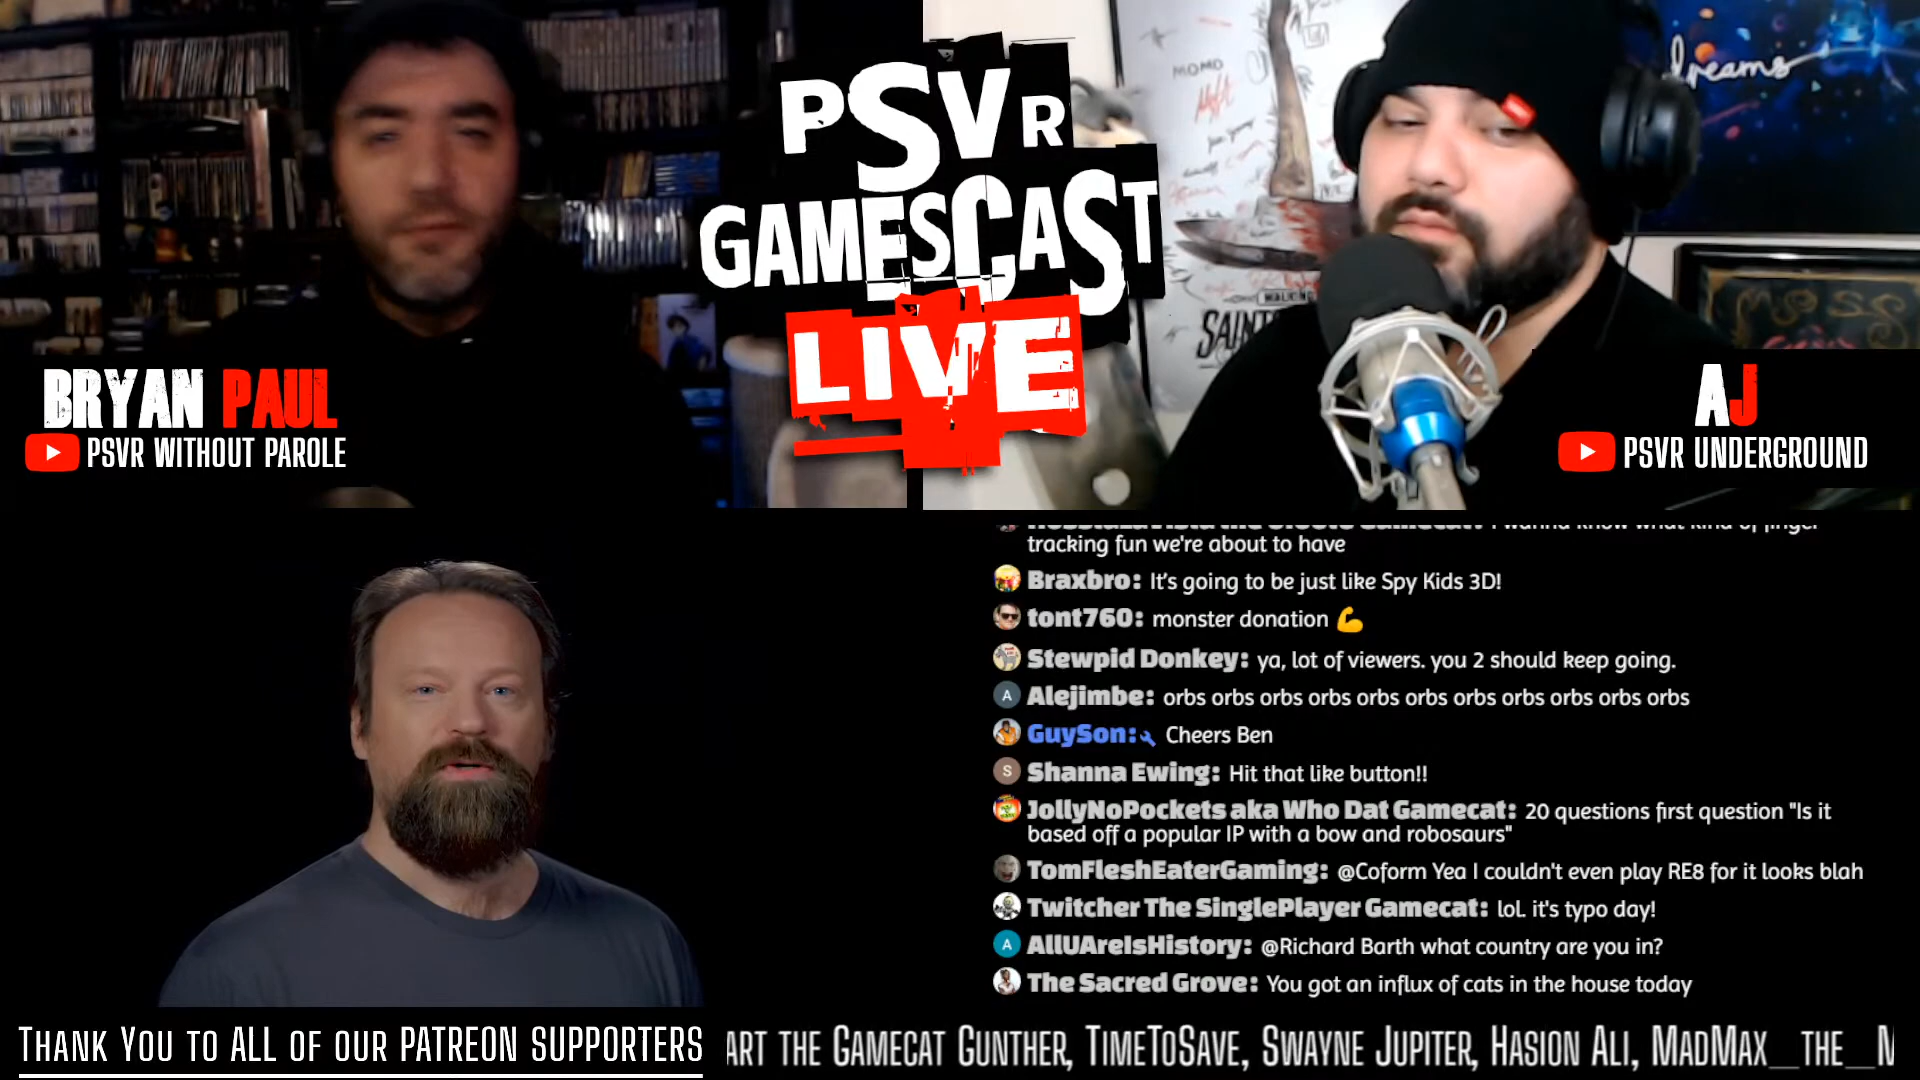 PSVR
GAMESCAST
LIVE
MOMO
dreams
WALKING
MOSS
BRYAN PAUL
PSVR WITHOUT PAROLE
AJ
PSVR UNDERGROUND
tracking fun we're about to have
Braxbro: It's going to be just like Spy Kids 3D!
tont760: monster donation 💪
Stewpid Donkey: ya, lot of viewers. you 2 should keep going.
A Alejimbe: orbs orbs orbs orbs orbs orbs orbs orbs orbs orbs orbs
GuySon: Cheers Ben
S Shanna Ewing: Hit that like button!!
JollyNoPockets aka Who Dat Gamecat: 20 questions first question "Is it
based off a popular IP with a bow and robosaurs"
TomFleshEaterGaming: @Coform Yea I couldn't even play RE8 for it looks blah
Twitcher The SinglePlayer Gamecat: lol. it's typo day!
A AllUAreIsHistory: @Richard Barth what country are you in?
The Sacred Grove: You got an influx of cats in the house today
THANK YOU TO ALL OF OUR PATREON SUPPORTERS
ART THE GAMECAT GUNTHER, TIMETOSAVE, SWAYNE JUPITER, HASION ALI, MADMAX__THE__